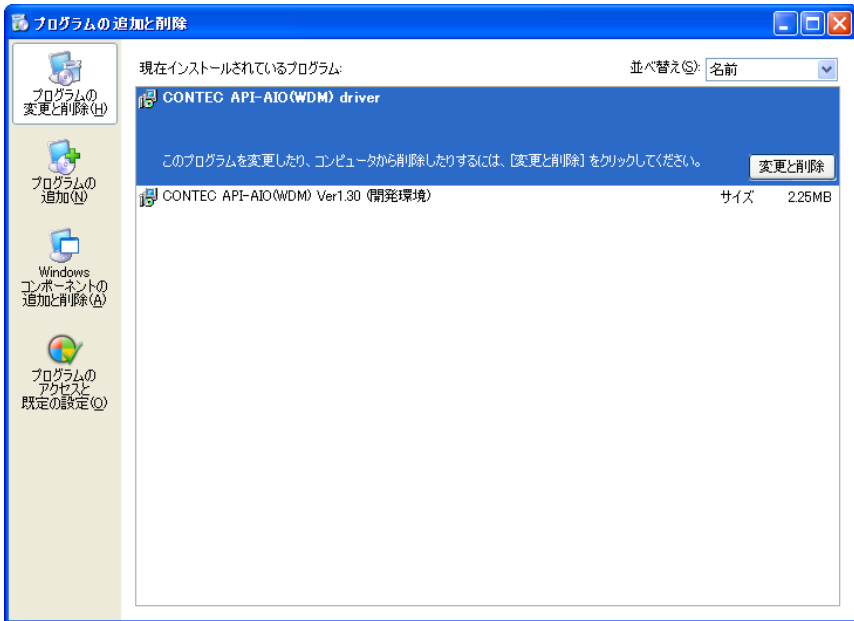 プログラムの追加と削除
プログラムの
変更と削除(H)
プログラムの
追加(N)
Windows
コンポーネントの
追加と削除(A)
プログラムの
アクセスと
既定の設定(O)
現在インストールされているプログラム:
並べ替え(S): 名前
CONTEC API-AIO(WDM) driver
このプログラムを変更したり、コンピュータから削除したりするには、[変更と削除] をクリックしてください。
変更と削除
CONTEC API-AIO(WDM) Ver1.30 (開発環境)
サイズ 2.25MB